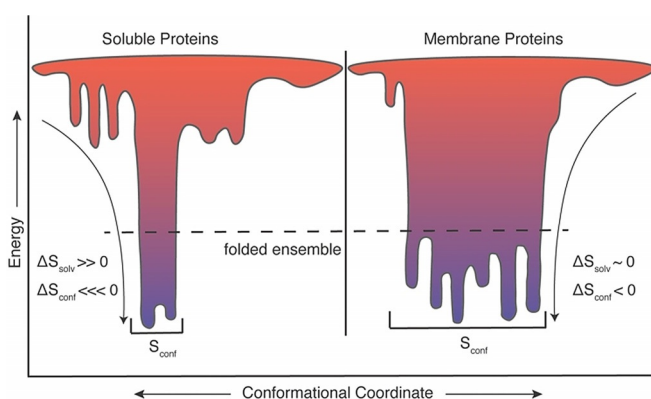 Soluble Proteins
Membrane Proteins
Energy
folded ensemble
ΔSsolv >> 0
ΔSconf <<< 0
ΔSsolv ~ 0
ΔSconf < 0
Sconf
Sconf
Conformational Coordinate